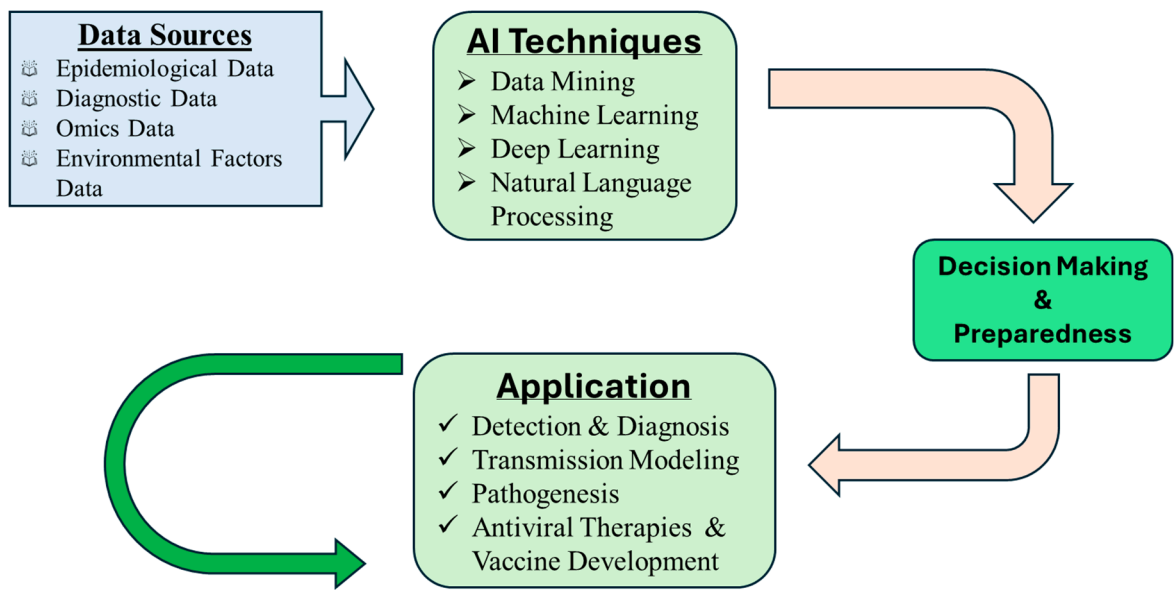 Data Sources
Epidemiological Data
Diagnostic Data
Omics Data
Environmental Factors
Data
AI Techniques
Data Mining
Machine Learning
Deep Learning
Natural Language
Processing
Decision Making
&
Preparedness
Application
Detection & Diagnosis
Transmission Modeling
Pathogenesis
Antiviral Therapies &
Vaccine Development